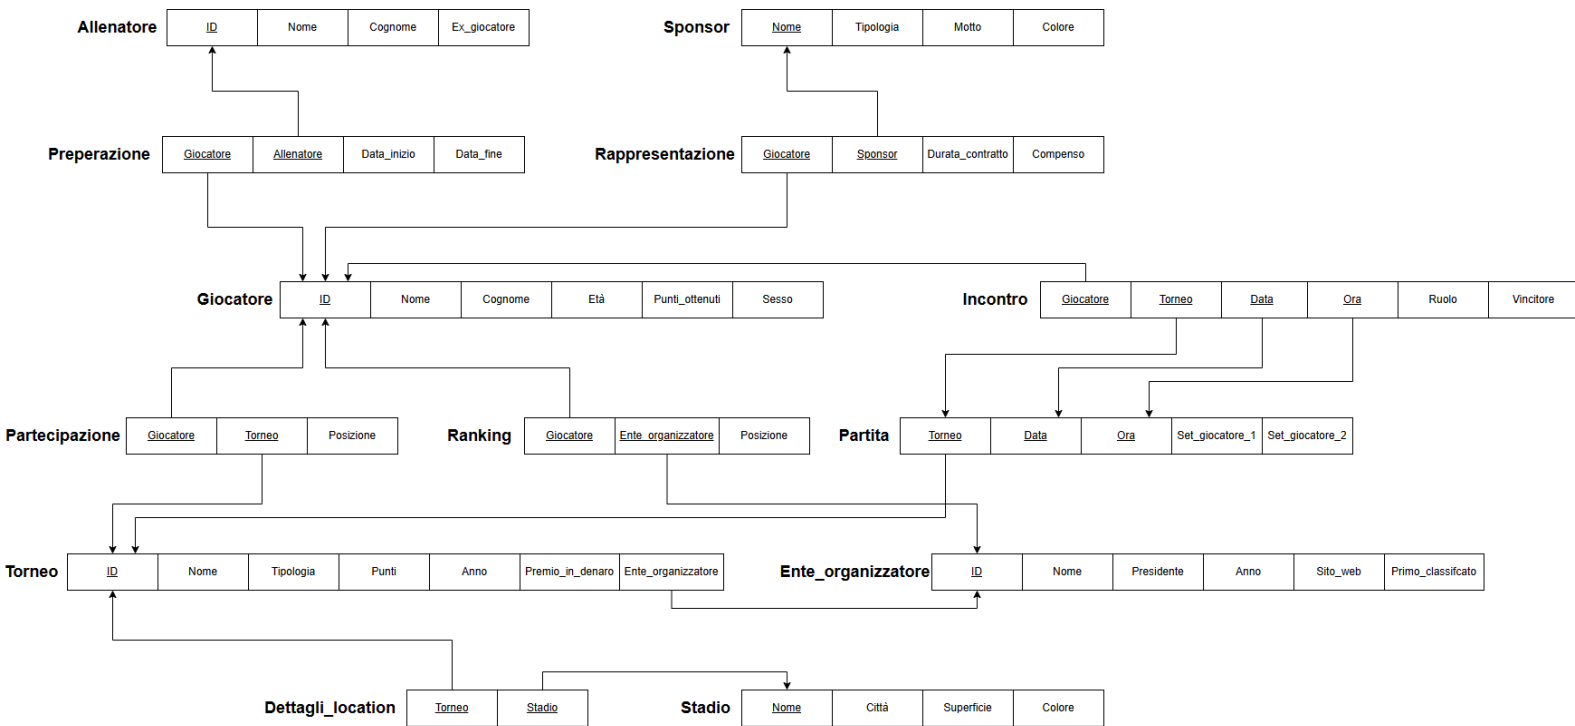 Allenatore ID Nome Cognome Ex_giocatore
Sponsor Nome Tipologia Motto Colore
Preperazione Giocatore Allenatore Data_inizio Data_fine
Rappresentazione Giocatore Sponsor Durata_contratto Compenso
Giocatore ID Nome Cognome Età Punti_ottenuti Sesso
Incontro Giocatore Torneo Data Ora Ruolo Vincitore
Partecipazione Giocatore Torneo Posizione
Ranking Giocatore Ente_organizzatore Posizione
Partita Torneo Data Ora Set_giocatore_1 Set_giocatore_2
Torneo ID Nome Tipologia Punti Anno Premio_in_denaro Ente_organizzatore
Ente_organizzatore ID Nome Presidente Anno Sito_web Primo_classifcato
Dettagli_location Torneo Stadio
Stadio Nome Città Superficie Colore